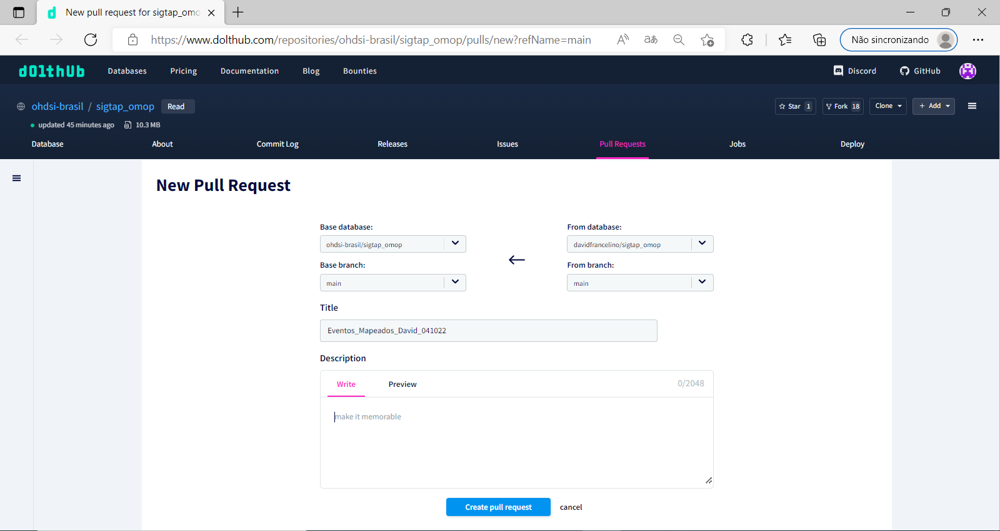 New pull request for sigtap_omo
https://www.dolthub.com/repositories/ohdsi-brasil/sigtap_omop/pulls/new?refName=main
Não sincronizando
dolthub Databases Pricing Documentation Blog Bounties Discord GitHub
ohdsi-brasil / sigtap_omop Read Star 1 Fork 18 Clone + Add
updated 45 minutes ago 10.3 MB
Database About Commit Log Releases Issues Pull Requests Jobs Deploy
New Pull Request
Base database: From database:
ohdsi-brasil/sigtap_omop davidfrancelino/sigtap_omop
Base branch: From branch:
main main
Title
Eventos_Mapeados_David_041022
Description
Write Preview 0/2048
make it memorable
Create pull request cancel